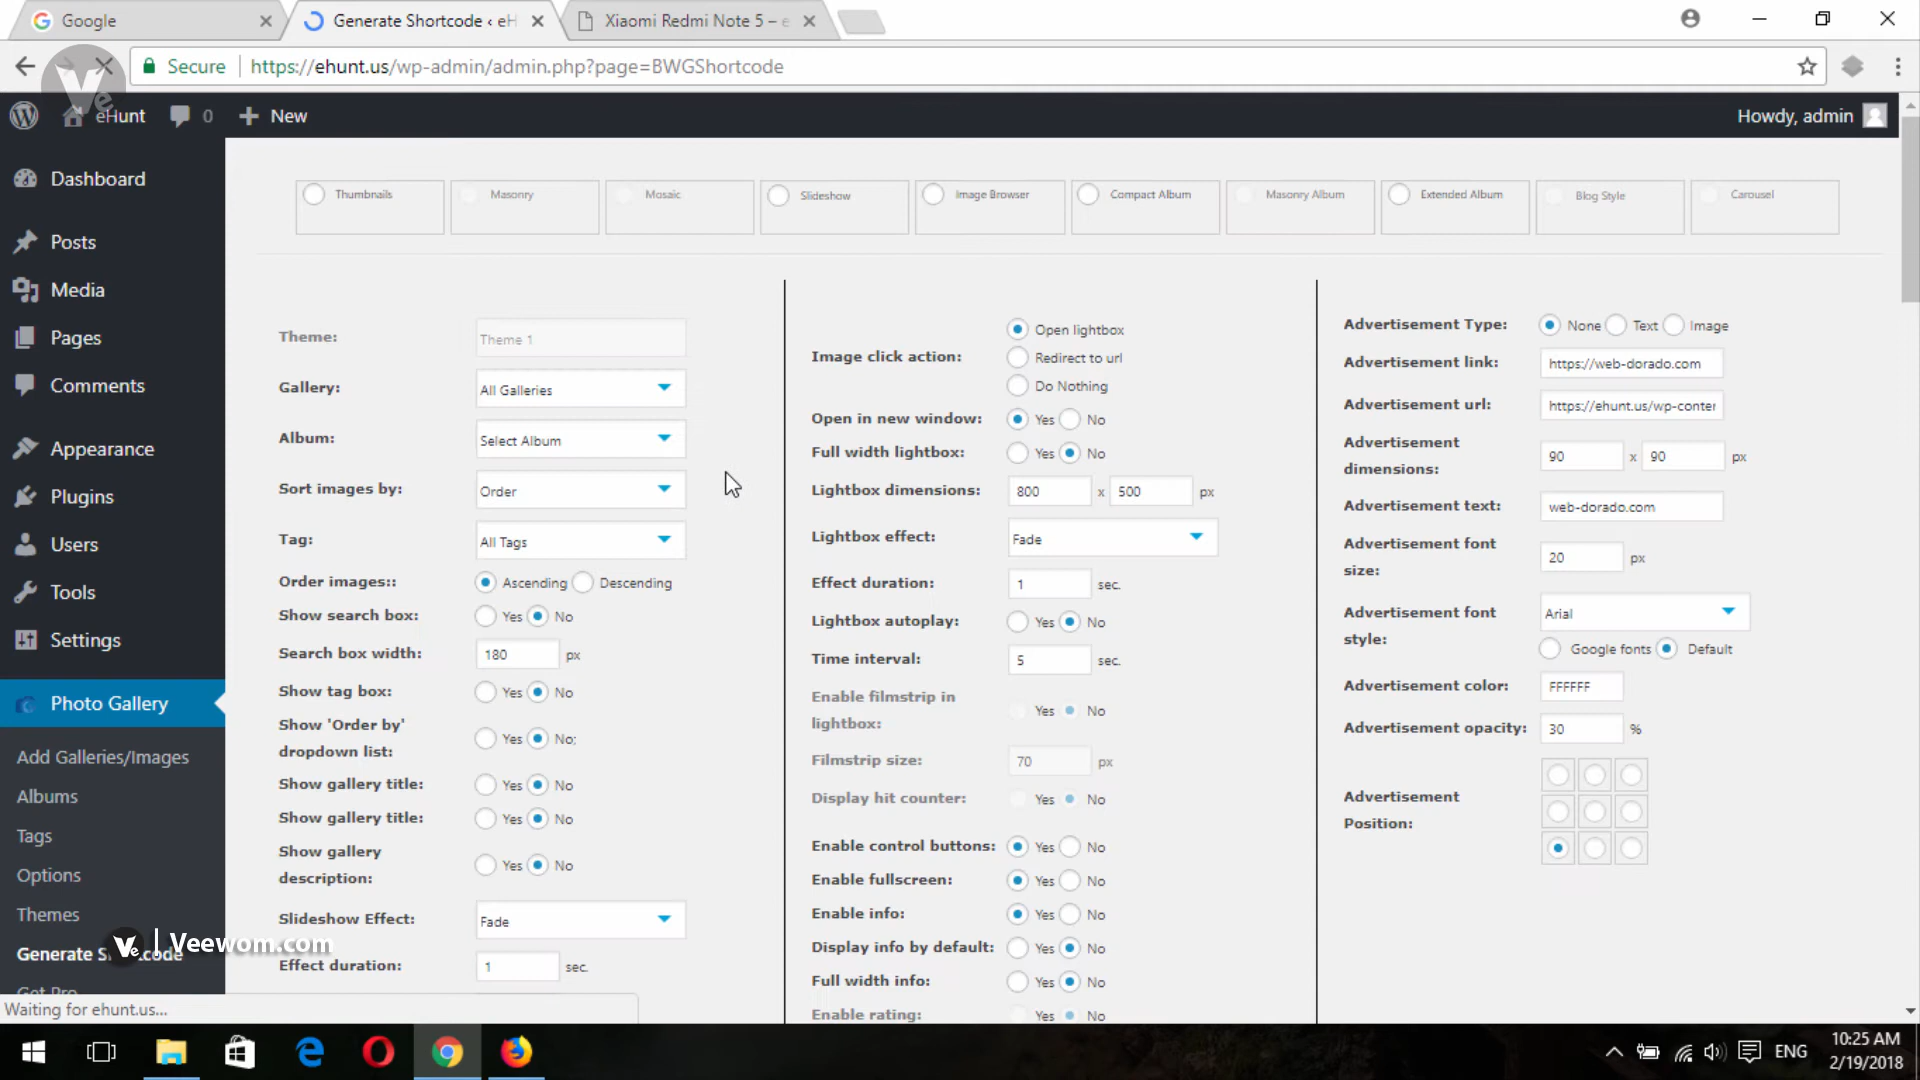 Google
Generate Shortcode ‹ eH
Xiaomi Redmi Note 5 – e
Secure
https://ehunt.us/wp-admin/admin.php?page=BWGShortcode
Ve
eHunt
0
New
Howdy, admin
Dashboard
Posts
Media
Pages
Comments
Appearance
Plugins
Users
Tools
Settings
Photo Gallery
Add Galleries/Images
Albums
Tags
Options
Themes
Generate S
code
Get Pro
Ve | Veewom.com
Waiting for ehunt.us...
Thumbnails
Masonry
Mosaic
Slideshow
Image Browser
Compact Album
Masonry Album
Extended Album
Blog Style
Carousel
Theme:
Theme 1
Gallery:
All Galleries
Album:
Select Album
Sort images by:
Order
Tag:
All Tags
Order images::
Ascending Descending
Show search box:
Yes No
Search box width:
180 px
Show tag box:
Yes No
Show 'Order by'
dropdown list:
Yes No;
Show gallery title:
Yes No
Show gallery title:
Yes No
Show gallery
description:
Yes No
Slideshow Effect:
Fade
Effect duration:
1 sec.
Image click action:
Open lightbox
Redirect to url
Do Nothing
Open in new window:
Yes No
Full width lightbox:
Yes No
Lightbox dimensions:
800 x 500 px
Lightbox effect:
Fade
Effect duration:
1 sec.
Lightbox autoplay:
Yes No
Time interval:
5 sec.
Enable filmstrip in
lightbox:
Yes No
Filmstrip size:
70 px
Display hit counter:
Yes No
Enable control buttons:
Yes No
Enable fullscreen:
Yes No
Enable info:
Yes No
Display info by default:
Yes No
Full width info:
Yes No
Enable rating:
Yes No
Advertisement Type:
None Text Image
Advertisement link:
https://web-dorado.com
Advertisement url:
https://ehunt.us/wp-conter
Advertisement
dimensions:
90 x 90 px
Advertisement text:
web-dorado.com
Advertisement font
size:
20 px
Advertisement font
style:
Arial
Google fonts Default
Advertisement color:
FFFFFF
Advertisement opacity:
30 %
Advertisement
Position:
ENG
10:25 AM
2/19/2018